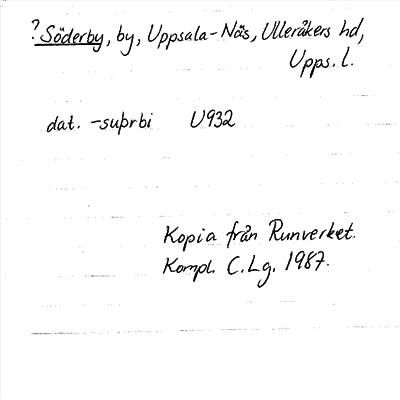 ? Söderby, by, Uppsala-Näs, Ulleråkers hd,
Upps. l.
dat. -suþrbi U932
Kopia från Runverket.
Kompl. C.Lg. 1987.